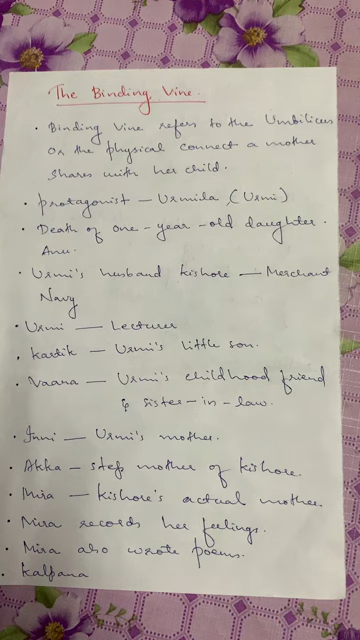 The Binding Vine.
• Binding Vine refers to the Umbilicus
Or the physical connect a mother
shares with her child.
• protagonist – Urmila (Urmi)
• Death of one-year-old daughter.
Anu.
• Urmi's husband kishore — Merchant
Navy
• Urmi — Lecturer
• Kartik — Urmi's little son.
• Vaana — Urmi's childhood friend
& sister-in-law.
• Inni — Urmi's mother.
• Akka – step mother of kishore.
• Mira — kishore's actual mother.
• Mira records her feelings.
• Mira also wrote poems.
• Kalpana